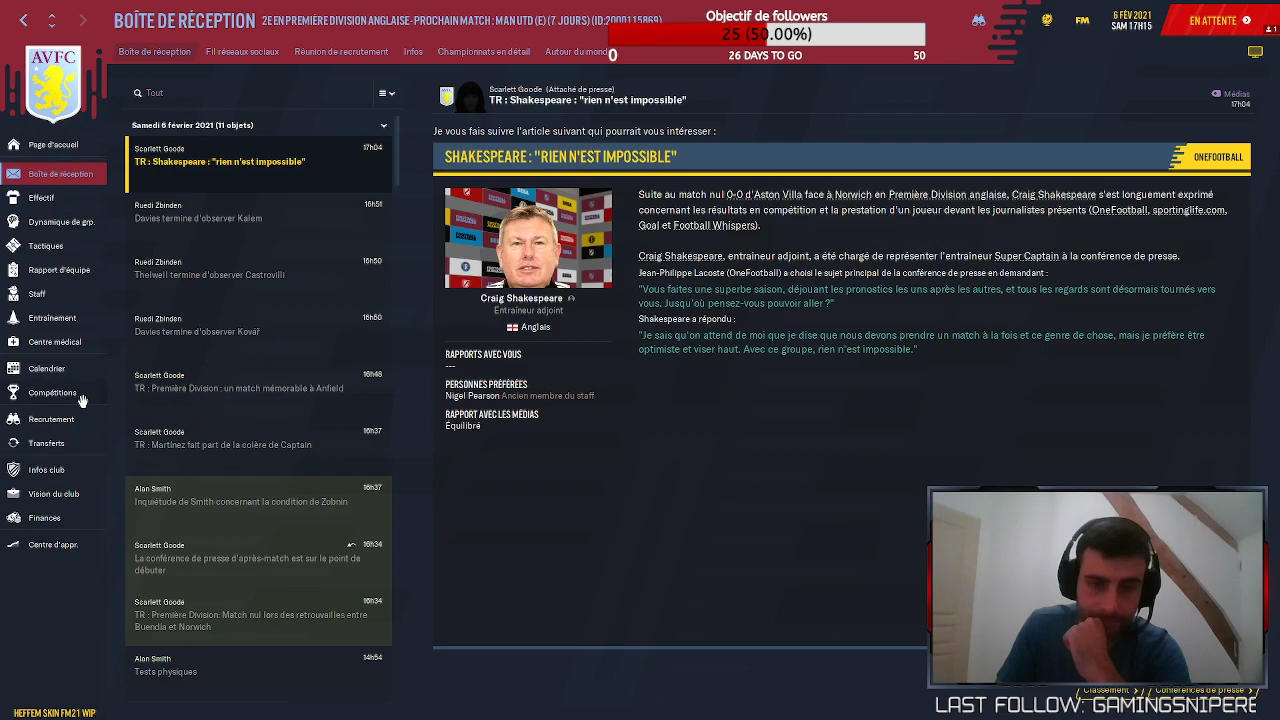 BOÎTE DE RÉCEPTION
2E EN PREMIÈRE DIVISION ANGLAISE - PROCHAIN MATCH : MAN UTD (E) (7 JOURS) (ID:2000115869)
Objectif de followers
25 (50.00%)
0
26 DAYS TO GO
50
FM
6 FÉV 2021
SAM 17H15
EN ATTENTE
1
Boîte de réception
Fil réseaux sociaux
Réunion de recrutement
Infos
Championnats en détail
Autour du mond
AVFC
Page d'accueil
Boîte de réception
Effectif
Dynamique de gro.
Tactiques
Rapport d'équipe
Staff
Entraînement
Centre médical
Calendrier
Compétitions
Recrutement
Transferts
Infos club
Vision du club
Finances
Centre d'appr.
HEFFEM SKIN FM21 WIP
Tout
Samedi 6 février 2021 (11 objets)
Scarlett Goode
17h04
TR : Shakespeare : "rien n'est impossible"
Ruedi Zbinden
16h51
Davies termine d'observer Kalem
Ruedi Zbinden
16h50
Thelwell termine d'observer Castrovilli
Ruedi Zbinden
16h50
Davies termine d'observer Kovář
Scarlett Goode
16h48
TR : Première Division : un match mémorable à Anfield
Scarlett Goode
16h37
TR : Martínez fait part de la colère de Captain
Alan Smith
16h37
Inquiétude de Smith concernant la condition de Zobnin
Scarlett Goode
16h34
La conférence de presse d'après-match est sur le point de
débuter
Scarlett Goode
16h34
TR : Première Division: Match nul lors des retrouvailles entre
Buendía et Norwich
Alan Smith
14h54
Tests physiques
Scarlett Goode (Attaché de presse)
TR : Shakespeare : "rien n'est impossible"
Médias
17h04
Je vous fais suivre l'article suivant qui pourrait vous intéresser :
SHAKESPEARE : "RIEN N'EST IMPOSSIBLE"
ONEFOOTBALL
Craig Shakespeare
Entraîneur adjoint
Anglais
RAPPORTS AVEC VOUS
---
PERSONNES PRÉFÉRÉES
Nigel Pearson Ancien membre du staff
RAPPORT AVEC LES MÉDIAS
Equilibré
Suite au match nul 0-0 d'Aston Villa face à Norwich en Première Division anglaise, Craig Shakespeare s'est longuement exprimé
concernant les résultats en compétition et la prestation d'un joueur devant les journalistes présents (OneFootball, sportinglife.com,
Goal et Football Whispers).
Craig Shakespeare, entraîneur adjoint, a été chargé de représenter l'entraîneur Super Captain à la conférence de presse.
Jean-Philippe Lacoste (OneFootball) a choisi le sujet principal de la conférence de presse en demandant :
"Vous faites une superbe saison, déjouant les pronostics les uns après les autres, et tous les regards sont désormais tournés vers
vous. Jusqu'où pensez-vous pouvoir aller ?"
Shakespeare a répondu :
"Je sais qu'on attend de moi que je dise que nous devons prendre un match à la fois et ce genre de chose, mais je préfère être
optimiste et viser haut. Avec ce groupe, rien n'est impossible."
Classement
Conférences de presse
LAST FOLLOW: GAMINGSNIPERE